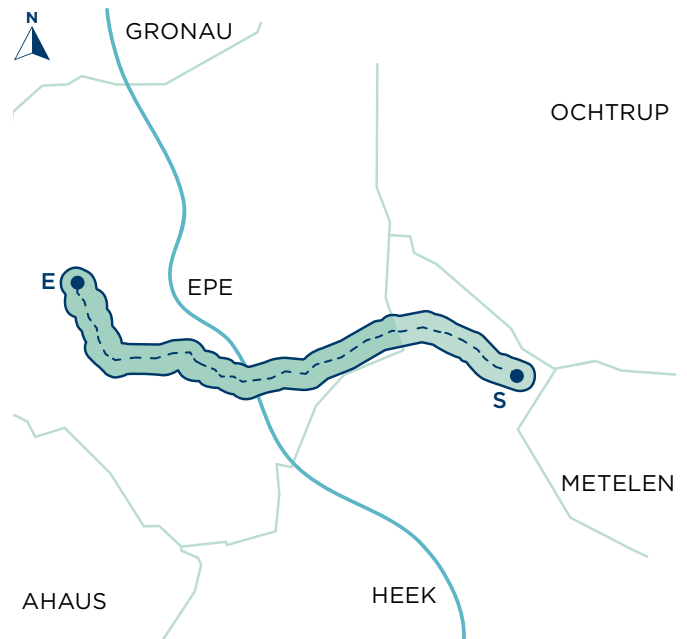 N
GRONAU
OCHTRUP
E
EPE
S
METELEN
HEEK
AHAUS